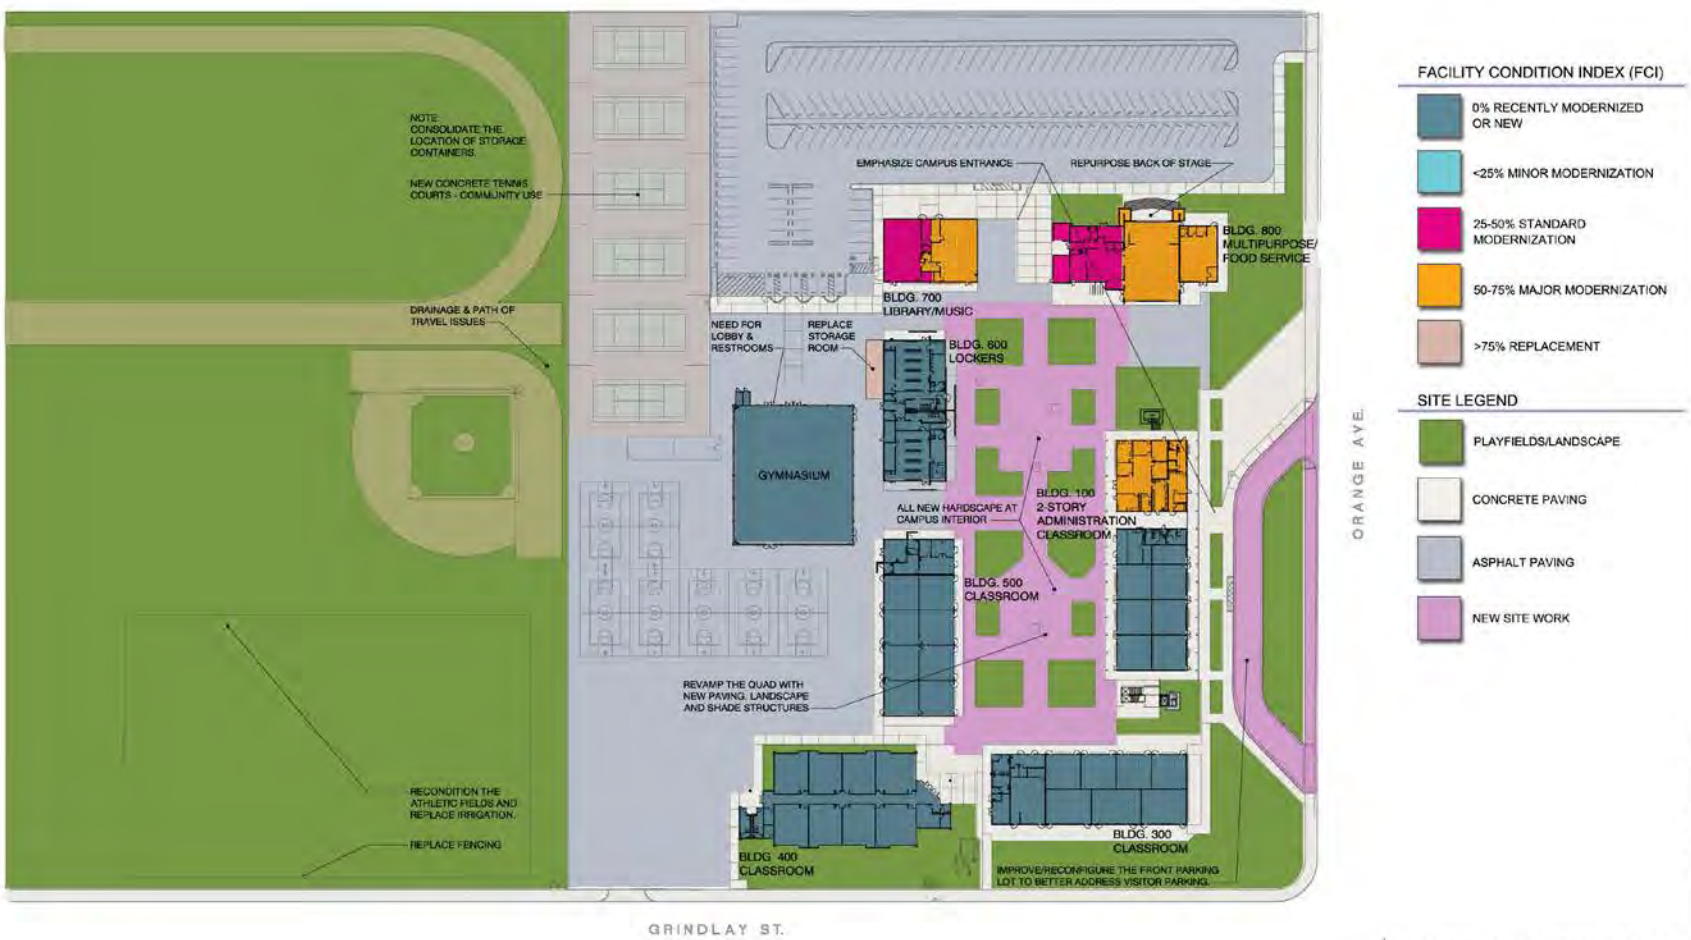 NOTE:
CONSOLIDATE THE
LOCATION OF STORAGE
CONTAINERS.
NEW CONCRETE TENNIS
COURTS - COMMUNITY USE
DRAINAGE & PATH OF
TRAVEL ISSUES
EMPHASIZE CAMPUS ENTRANCE
REPURPOSE BACK OF STAGE
BLDG. 800
MULTIPURPOSE/
FOOD SERVICE
BLDG. 700
LIBRARY/MUSIC
NEED FOR
LOBBY &
RESTROOMS
REPLACE
STORAGE
ROOM
BLDG. 600
LOCKERS
GYMNASIUM
ALL NEW HARDSCAPE AT
CAMPUS INTERIOR
BLDG. 100
2-STORY
ADMINISTRATION
CLASSROOM
BLDG. 500
CLASSROOM
REVAMP THE QUAD WITH
NEW PAVING, LANDSCAPE
AND SHADE STRUCTURES
RECONDITION THE
ATHLETIC FIELDS AND
REPLACE IRRIGATION.
REPLACE FENCING
BLDG. 400
CLASSROOM
BLDG. 300
CLASSROOM
IMPROVE/RECONFIGURE THE FRONT PARKING
LOT TO BETTER ADDRESS VISITOR PARKING.
GRINDLAY ST.
ORANGE AVE.
FACILITY CONDITION INDEX (FCI)
0% RECENTLY MODERNIZED
OR NEW
<25% MINOR MODERNIZATION
25-50% STANDARD
MODERNIZATION
50-75% MAJOR MODERNIZATION
>75% REPLACEMENT
SITE LEGEND
PLAYFIELDS/LANDSCAPE
CONCRETE PAVING
ASPHALT PAVING
NEW SITE WORK